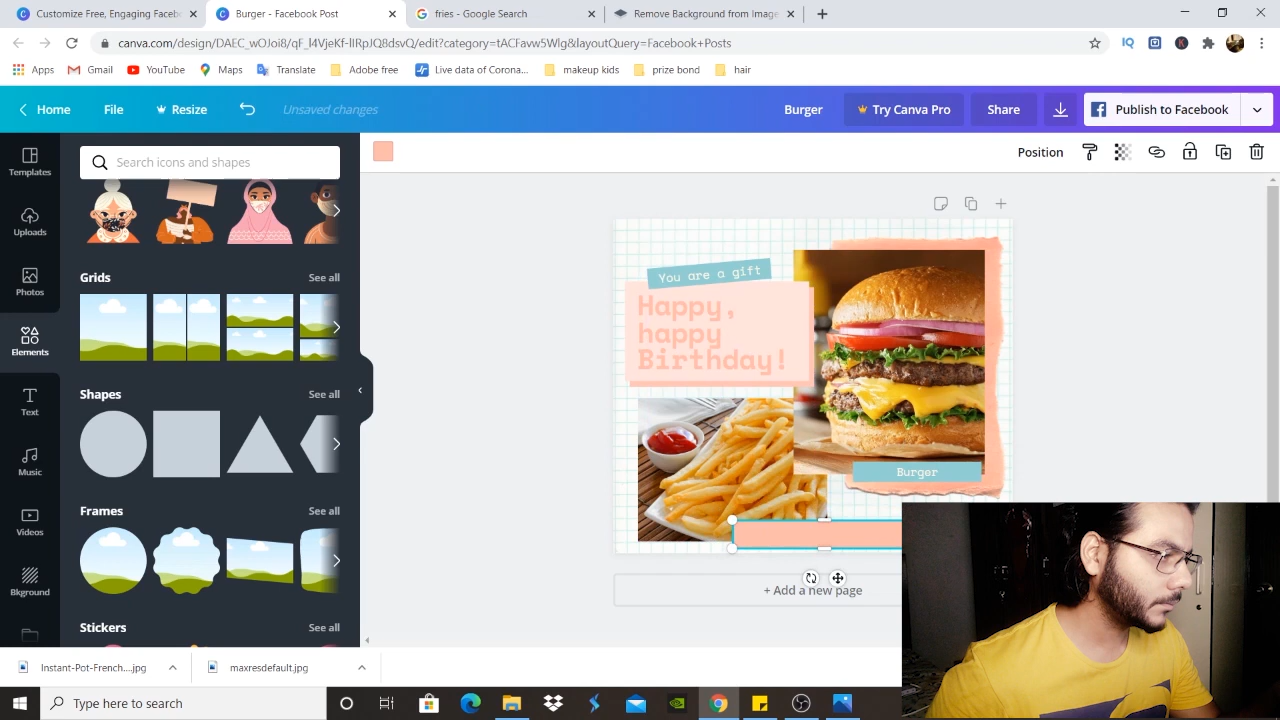 Customize Free, Engaging Faceb
Burger - Facebook Post
fries - Google Search
Remove Background from Image
canva.com/design/DAEC_wOJoi8/qF_l4VjeKf-lIRpJQ8dsvQ/edit?category=tACFavw5Wlg&layoutQuery=Facebook+Posts
Apps
Gmail
YouTube
Maps
Translate
Adobe free
Live data of Corona...
makeup kids
prize bond
hair
Home
File
Resize
Unsaved changes
Burger
Try Canva Pro
Share
Publish to Facebook
Templates
Uploads
Photos
Elements
Text
Music
Videos
Bkground
Search icons and shapes
Position
Grids
See all
Shapes
See all
Frames
See all
Stickers
See all
You are a gift
Happy,
happy
Birthday!
Burger
+ Add a new page
Instant-Pot-French....jpg
maxresdefault.jpg
Type here to search